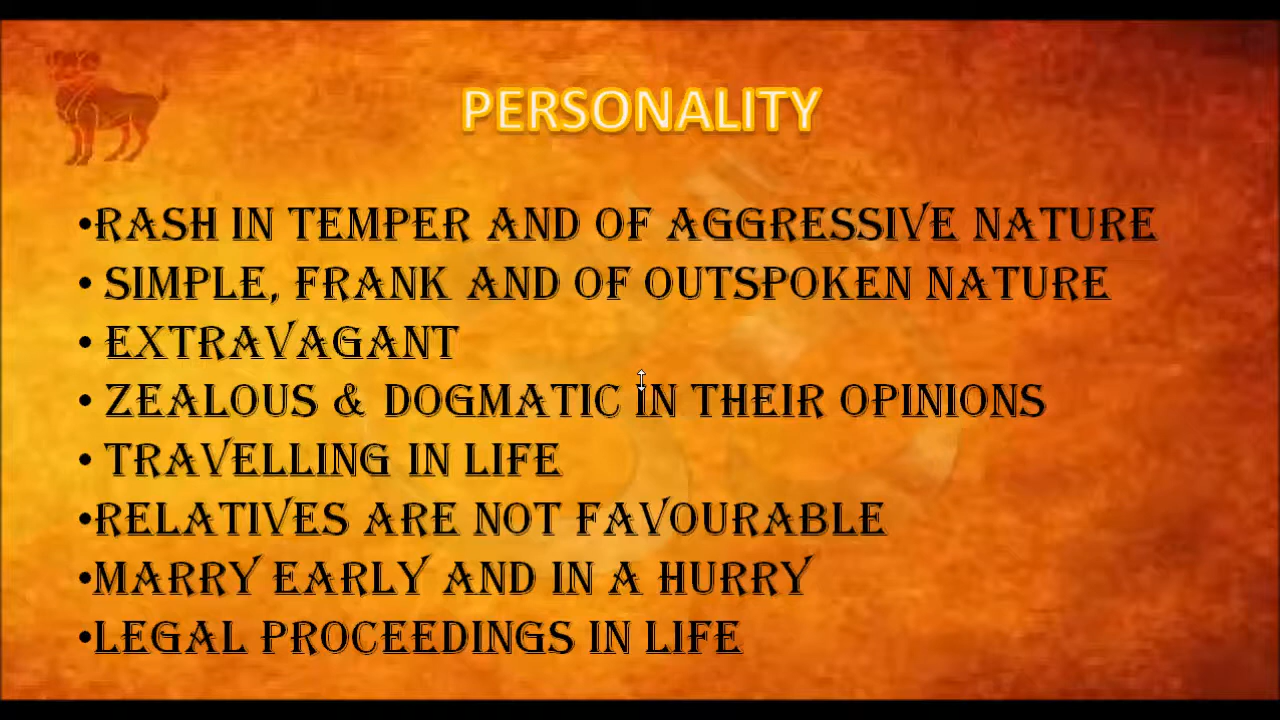 PERSONALITY
•RASH IN TEMPER AND OF AGGRESSIVE NATURE
• SIMPLE, FRANK AND OF OUTSPOKEN NATURE
• EXTRAVAGANT
• ZEALOUS & DOGMATIC IN THEIR OPINIONS
• TRAVELLING IN LIFE
•RELATIVES ARE NOT FAVOURABLE
•MARRY EARLY AND IN A HURRY
•LEGAL PROCEEDINGS IN LIFE